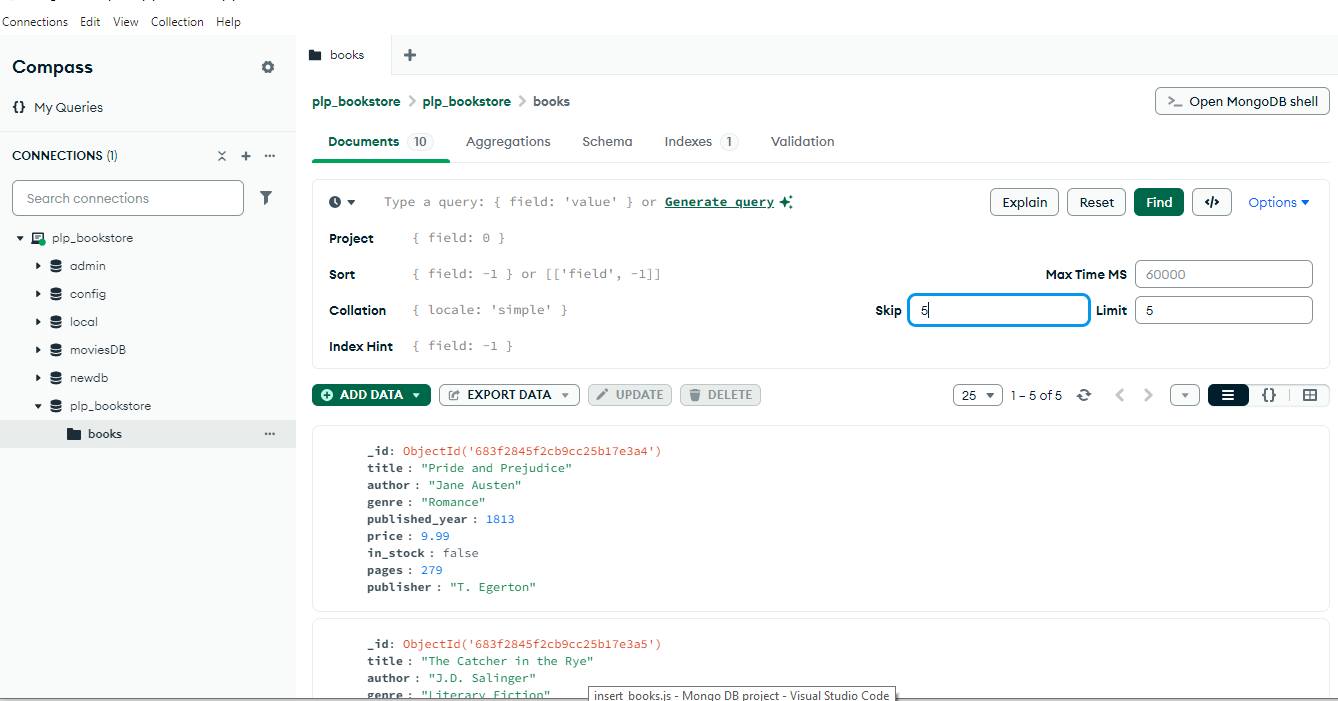 Connections Edit View Collection Help
Compass
{} My Queries
CONNECTIONS (1)
Search connections
plp_bookstore
admin
config
local
moviesDB
newdb
plp_bookstore
books
books
plp_bookstore > plp_bookstore > books
>_ Open MongoDB shell
Documents 10 Aggregations Schema Indexes 1 Validation
Type a query: { field: 'value' } or Generate query
Explain Reset Find </> Options
Project { field: 0 }
Sort { field: -1 } or [['field', -1]]
Max Time MS 60000
Collation { locale: 'simple' }
Skip 5 Limit 5
Index Hint { field: -1 }
ADD DATA EXPORT DATA UPDATE DELETE
25 1 – 5 of 5 {}
_id: ObjectId('683f2845f2cb9cc25b17e3a4')
title : "Pride and Prejudice"
author : "Jane Austen"
genre : "Romance"
published_year : 1813
price : 9.99
in_stock : false
pages : 279
publisher : "T. Egerton"
_id: ObjectId('683f2845f2cb9cc25b17e3a5')
title : "The Catcher in the Rye"
author : "J.D. Salinger"
genre : "Literary Fiction"
insert_books.js - Mongo DB project - Visual Studio Code